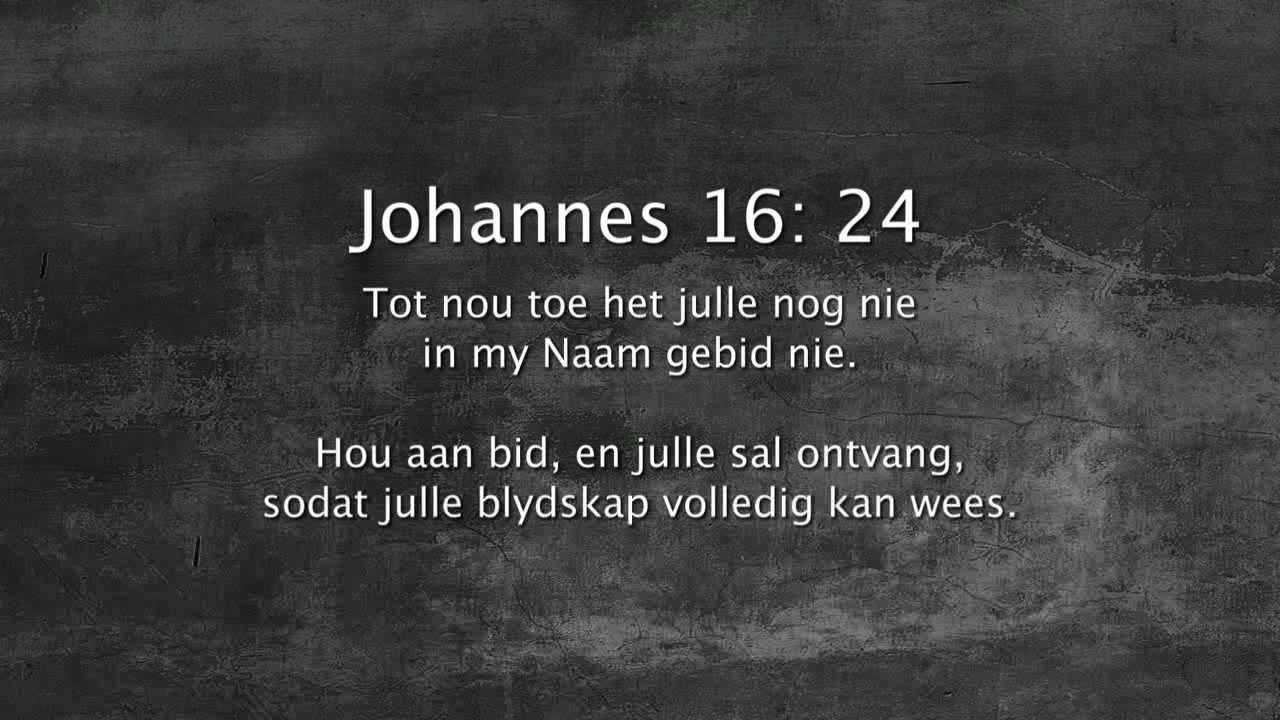 Johannes 16: 24
Tot nou toe het julle nog nie
in my Naam gebid nie.
Hou aan bid, en julle sal ontvang,
sodat julle blydskap volledig kan wees.